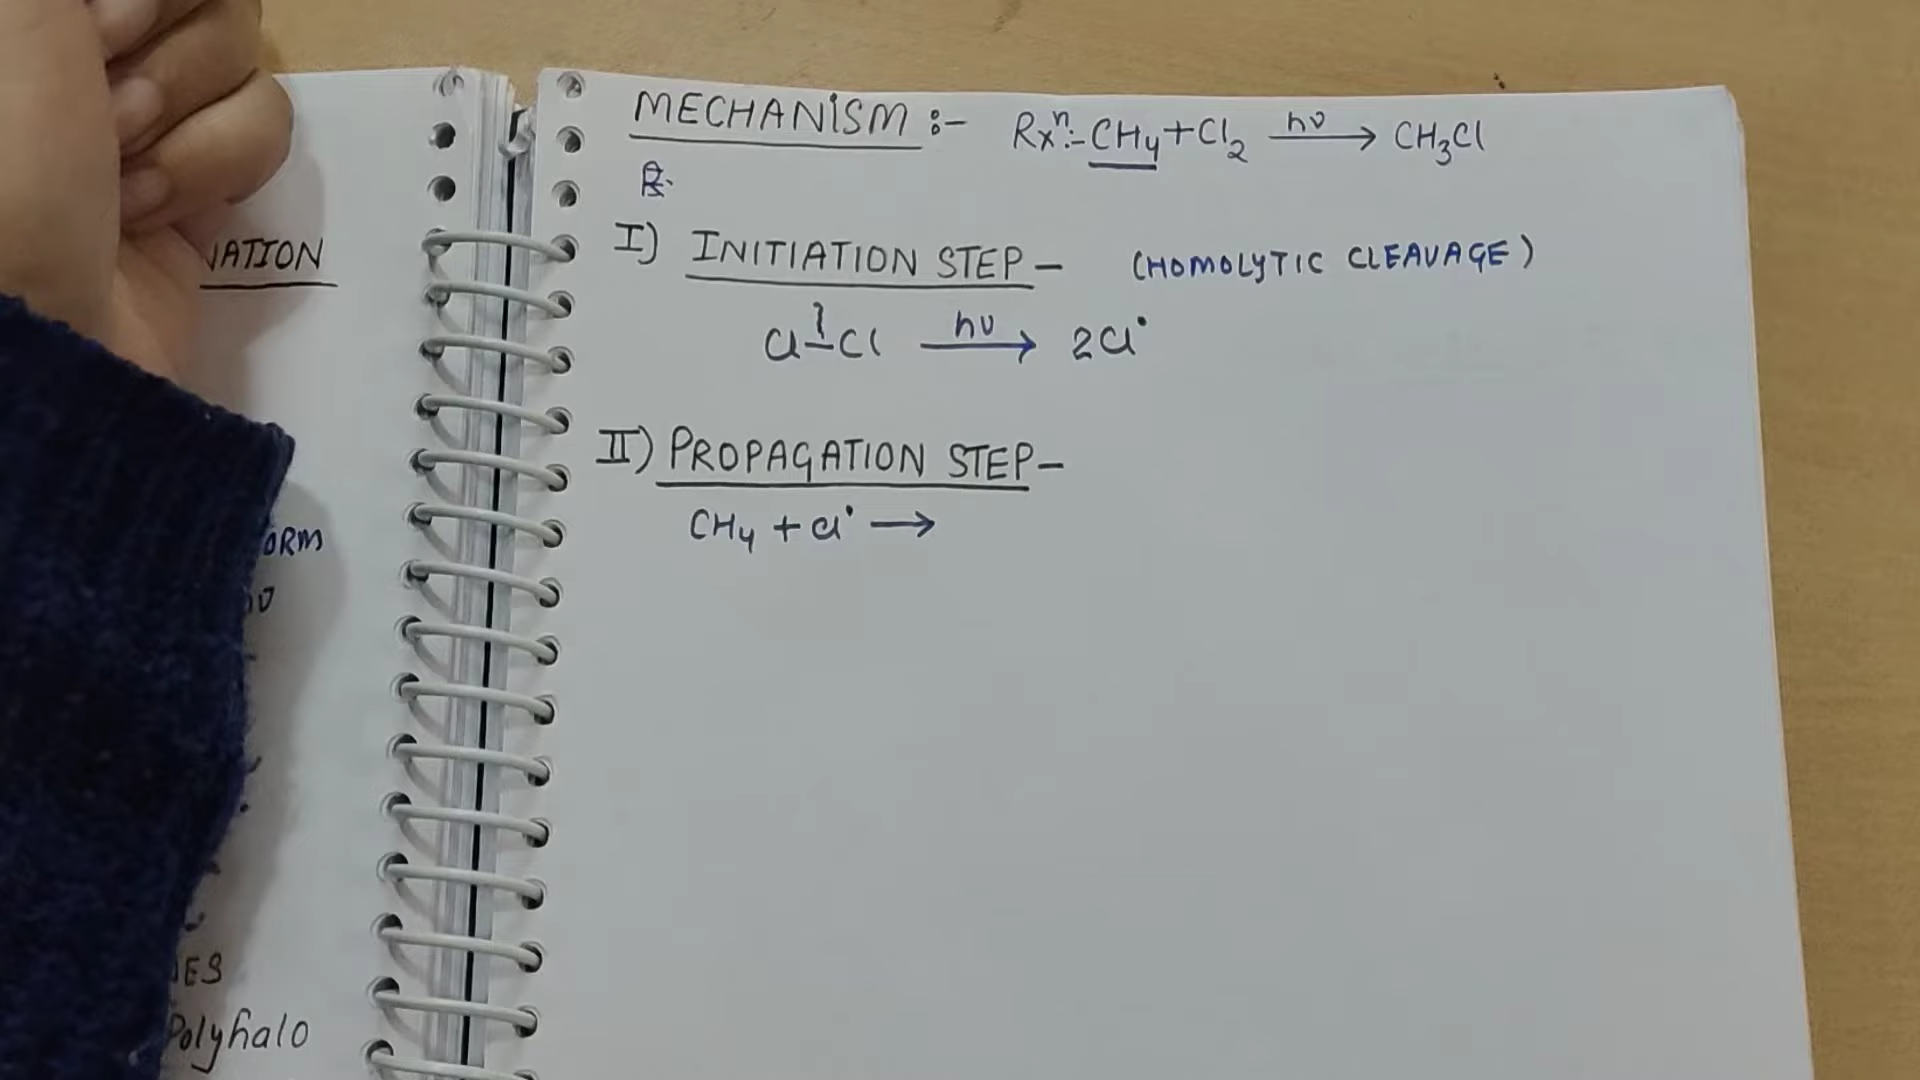 MECHANISM :- Rxⁿ:- CH₄ + Cl₂ hν → CH₃Cl
I) INITIATION STEP - (HOMOLYTIC CLEAVAGE)
Cl-Cl hν → 2Cl•
II) PROPAGATION STEP -
CH₄ + Cl• →
NATION
ORM
ES
Polyhalo